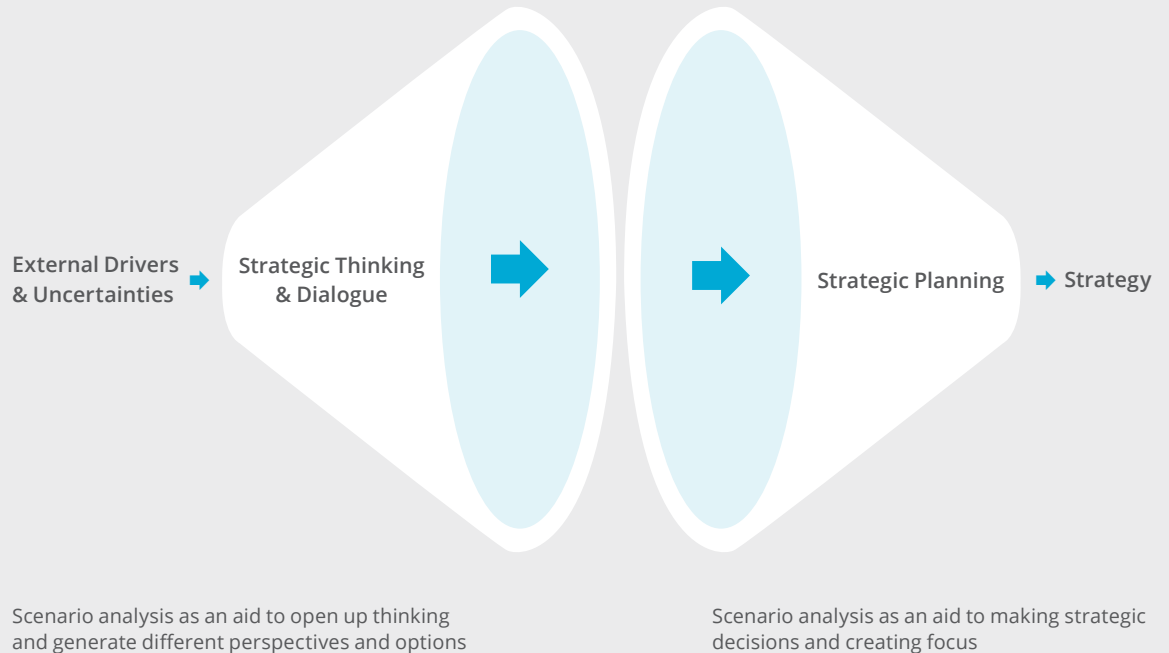 External Drivers
& Uncertainties
Strategic Thinking
& Dialogue
Strategic Planning
Strategy
Scenario analysis as an aid to open up thinking
and generate different perspectives and options
Scenario analysis as an aid to making strategic
decisions and creating focus